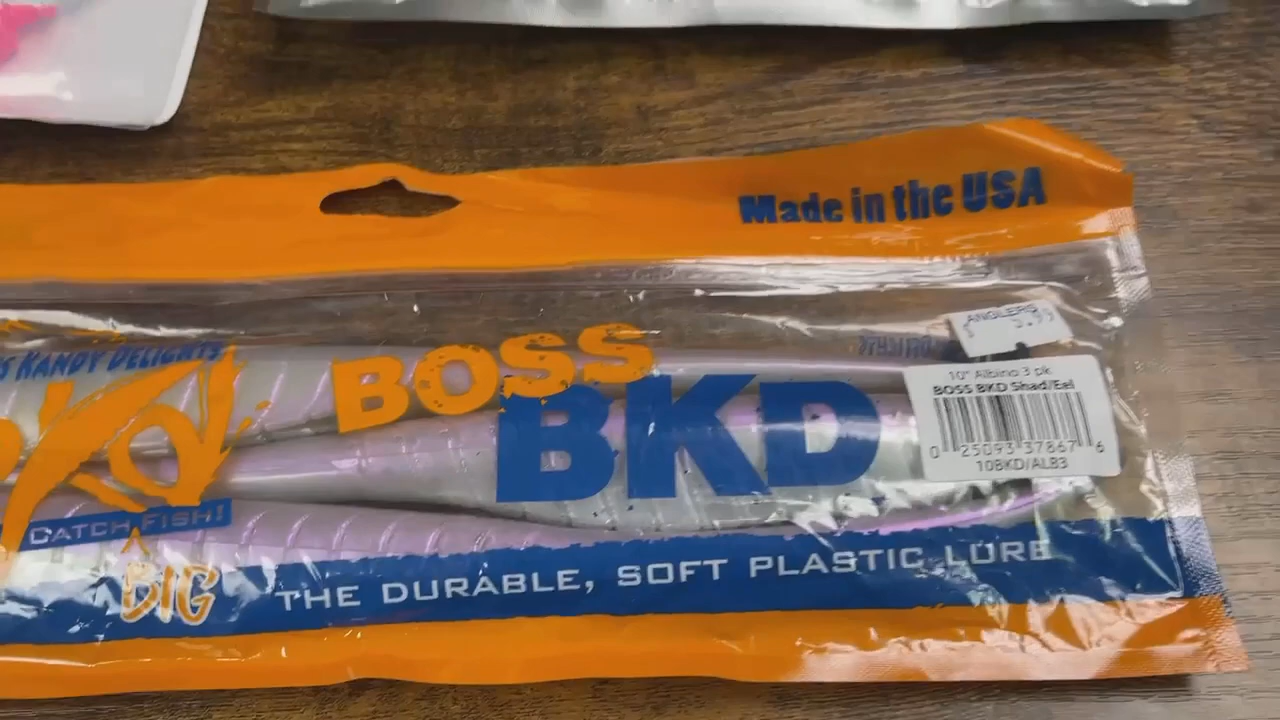 Made in the USA
S KANDY DELIGHTS
BOSS
BKD
ANGLERS
10" Albino 3 pk
BOSS BKD Shad/Eel
0 25093 37867 6
10BKD/ALB3
CATCH FISH!
^
BIG
THE DURABLE, SOFT PLASTIC LURE